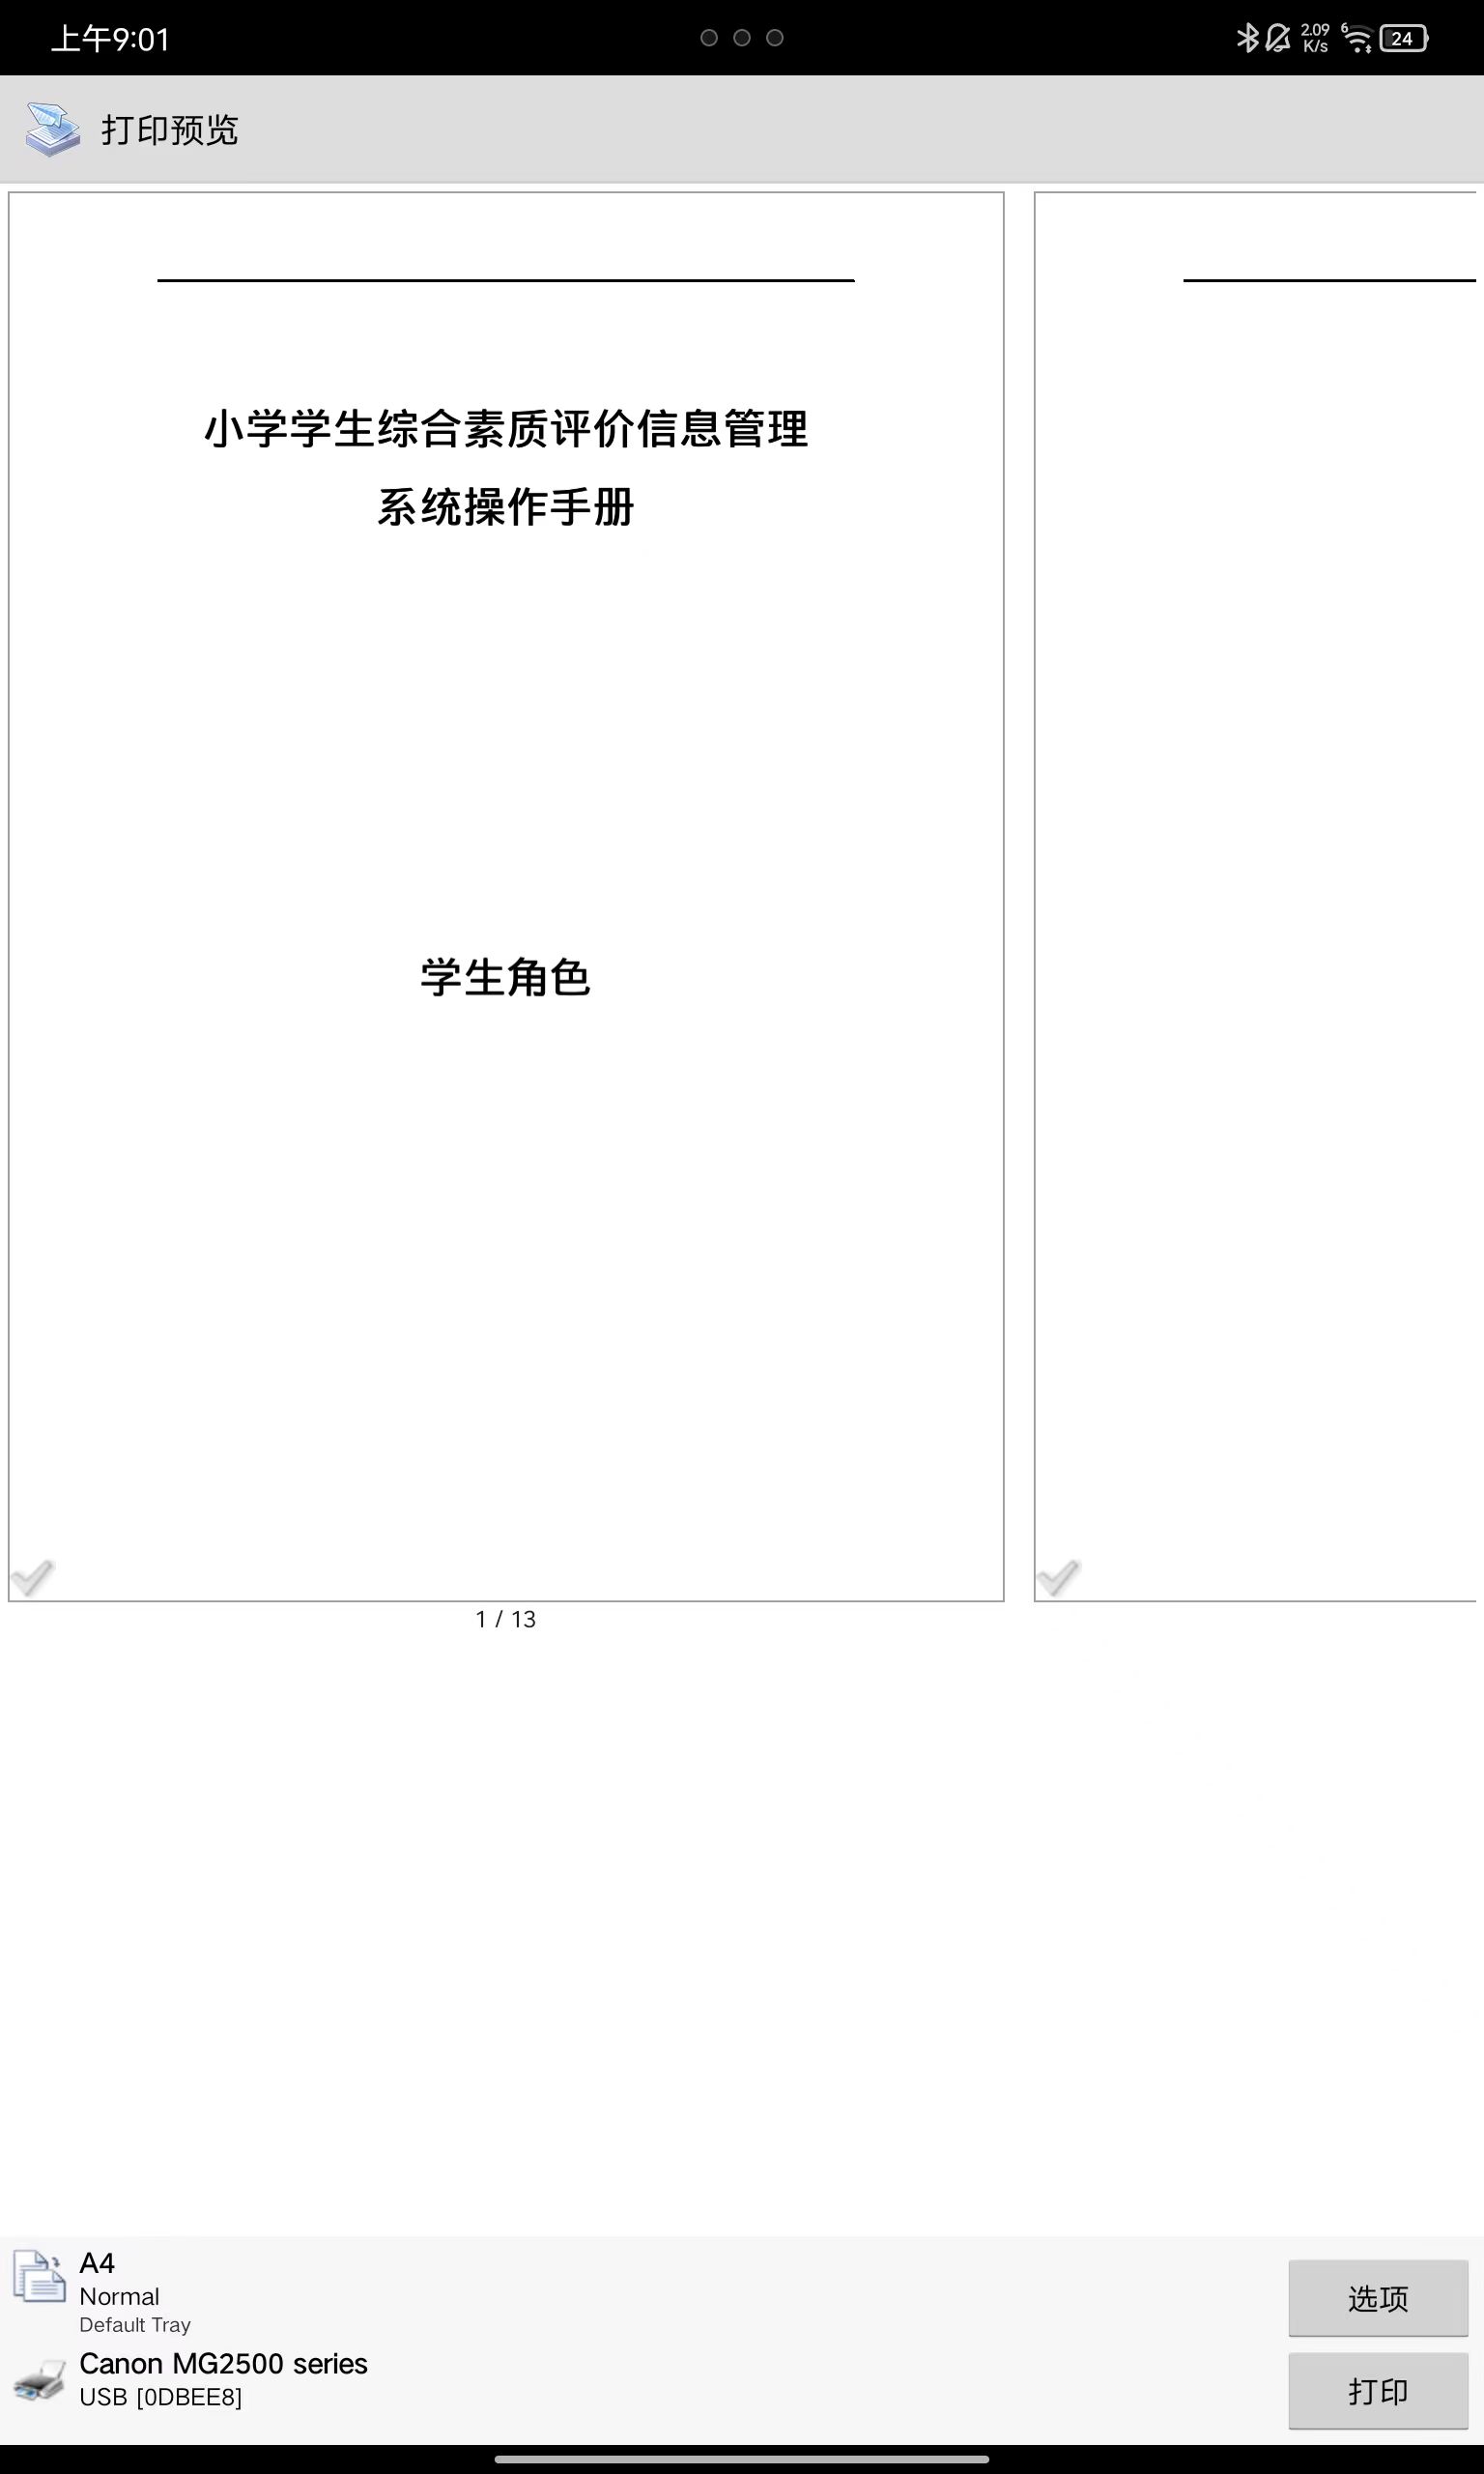 上午9:01
2.09
K/s
6
24
打印预览
小学学生综合素质评价信息管理
系统操作手册
学生角色
1 / 13
A4
Normal
Default Tray
选项
Canon MG2500 series
USB [0DBEE8]
打印